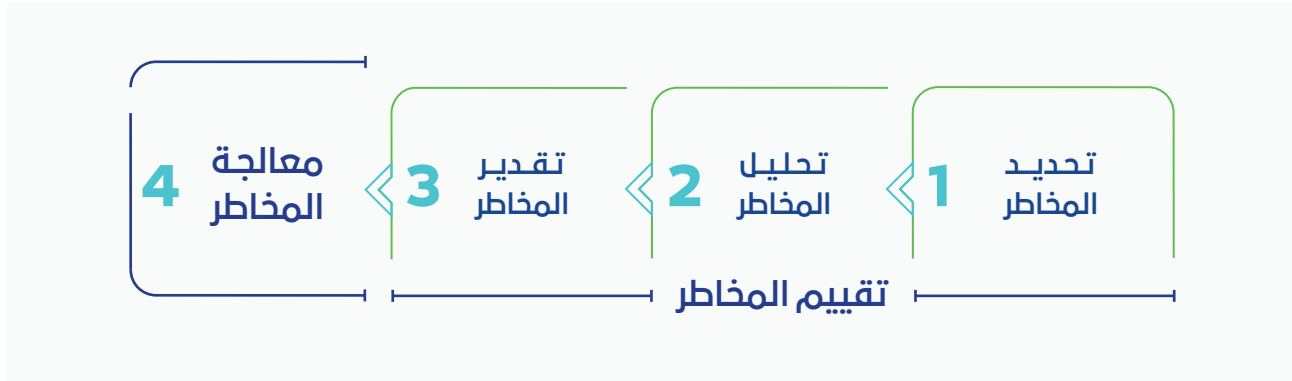 1
تحديد
المخاطر
2
تحليل
المخاطر
3
تقدير
المخاطر
4
معالجة
المخاطر
تقييم المخاطر